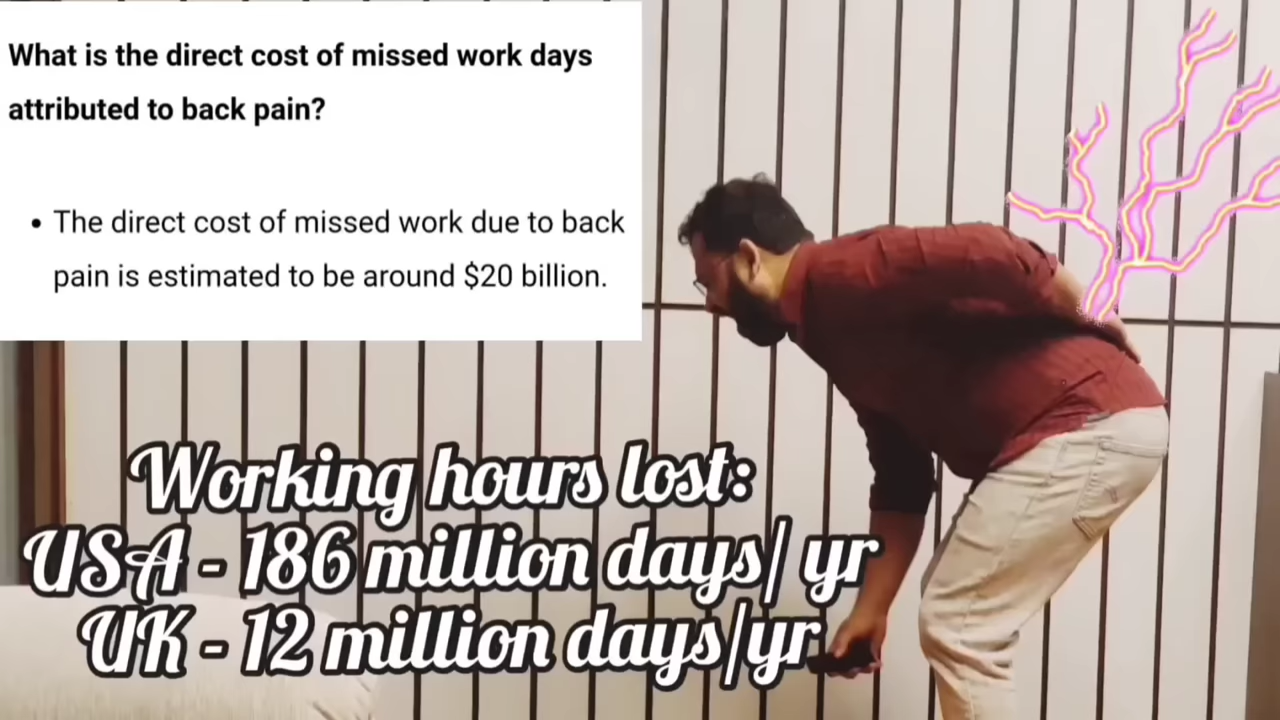 What is the direct cost of missed work days
attributed to back pain?
• The direct cost of missed work due to back
pain is estimated to be around $20 billion.
Working hours lost:
USA - 186 million days/ yr
UK - 12 million days/yr